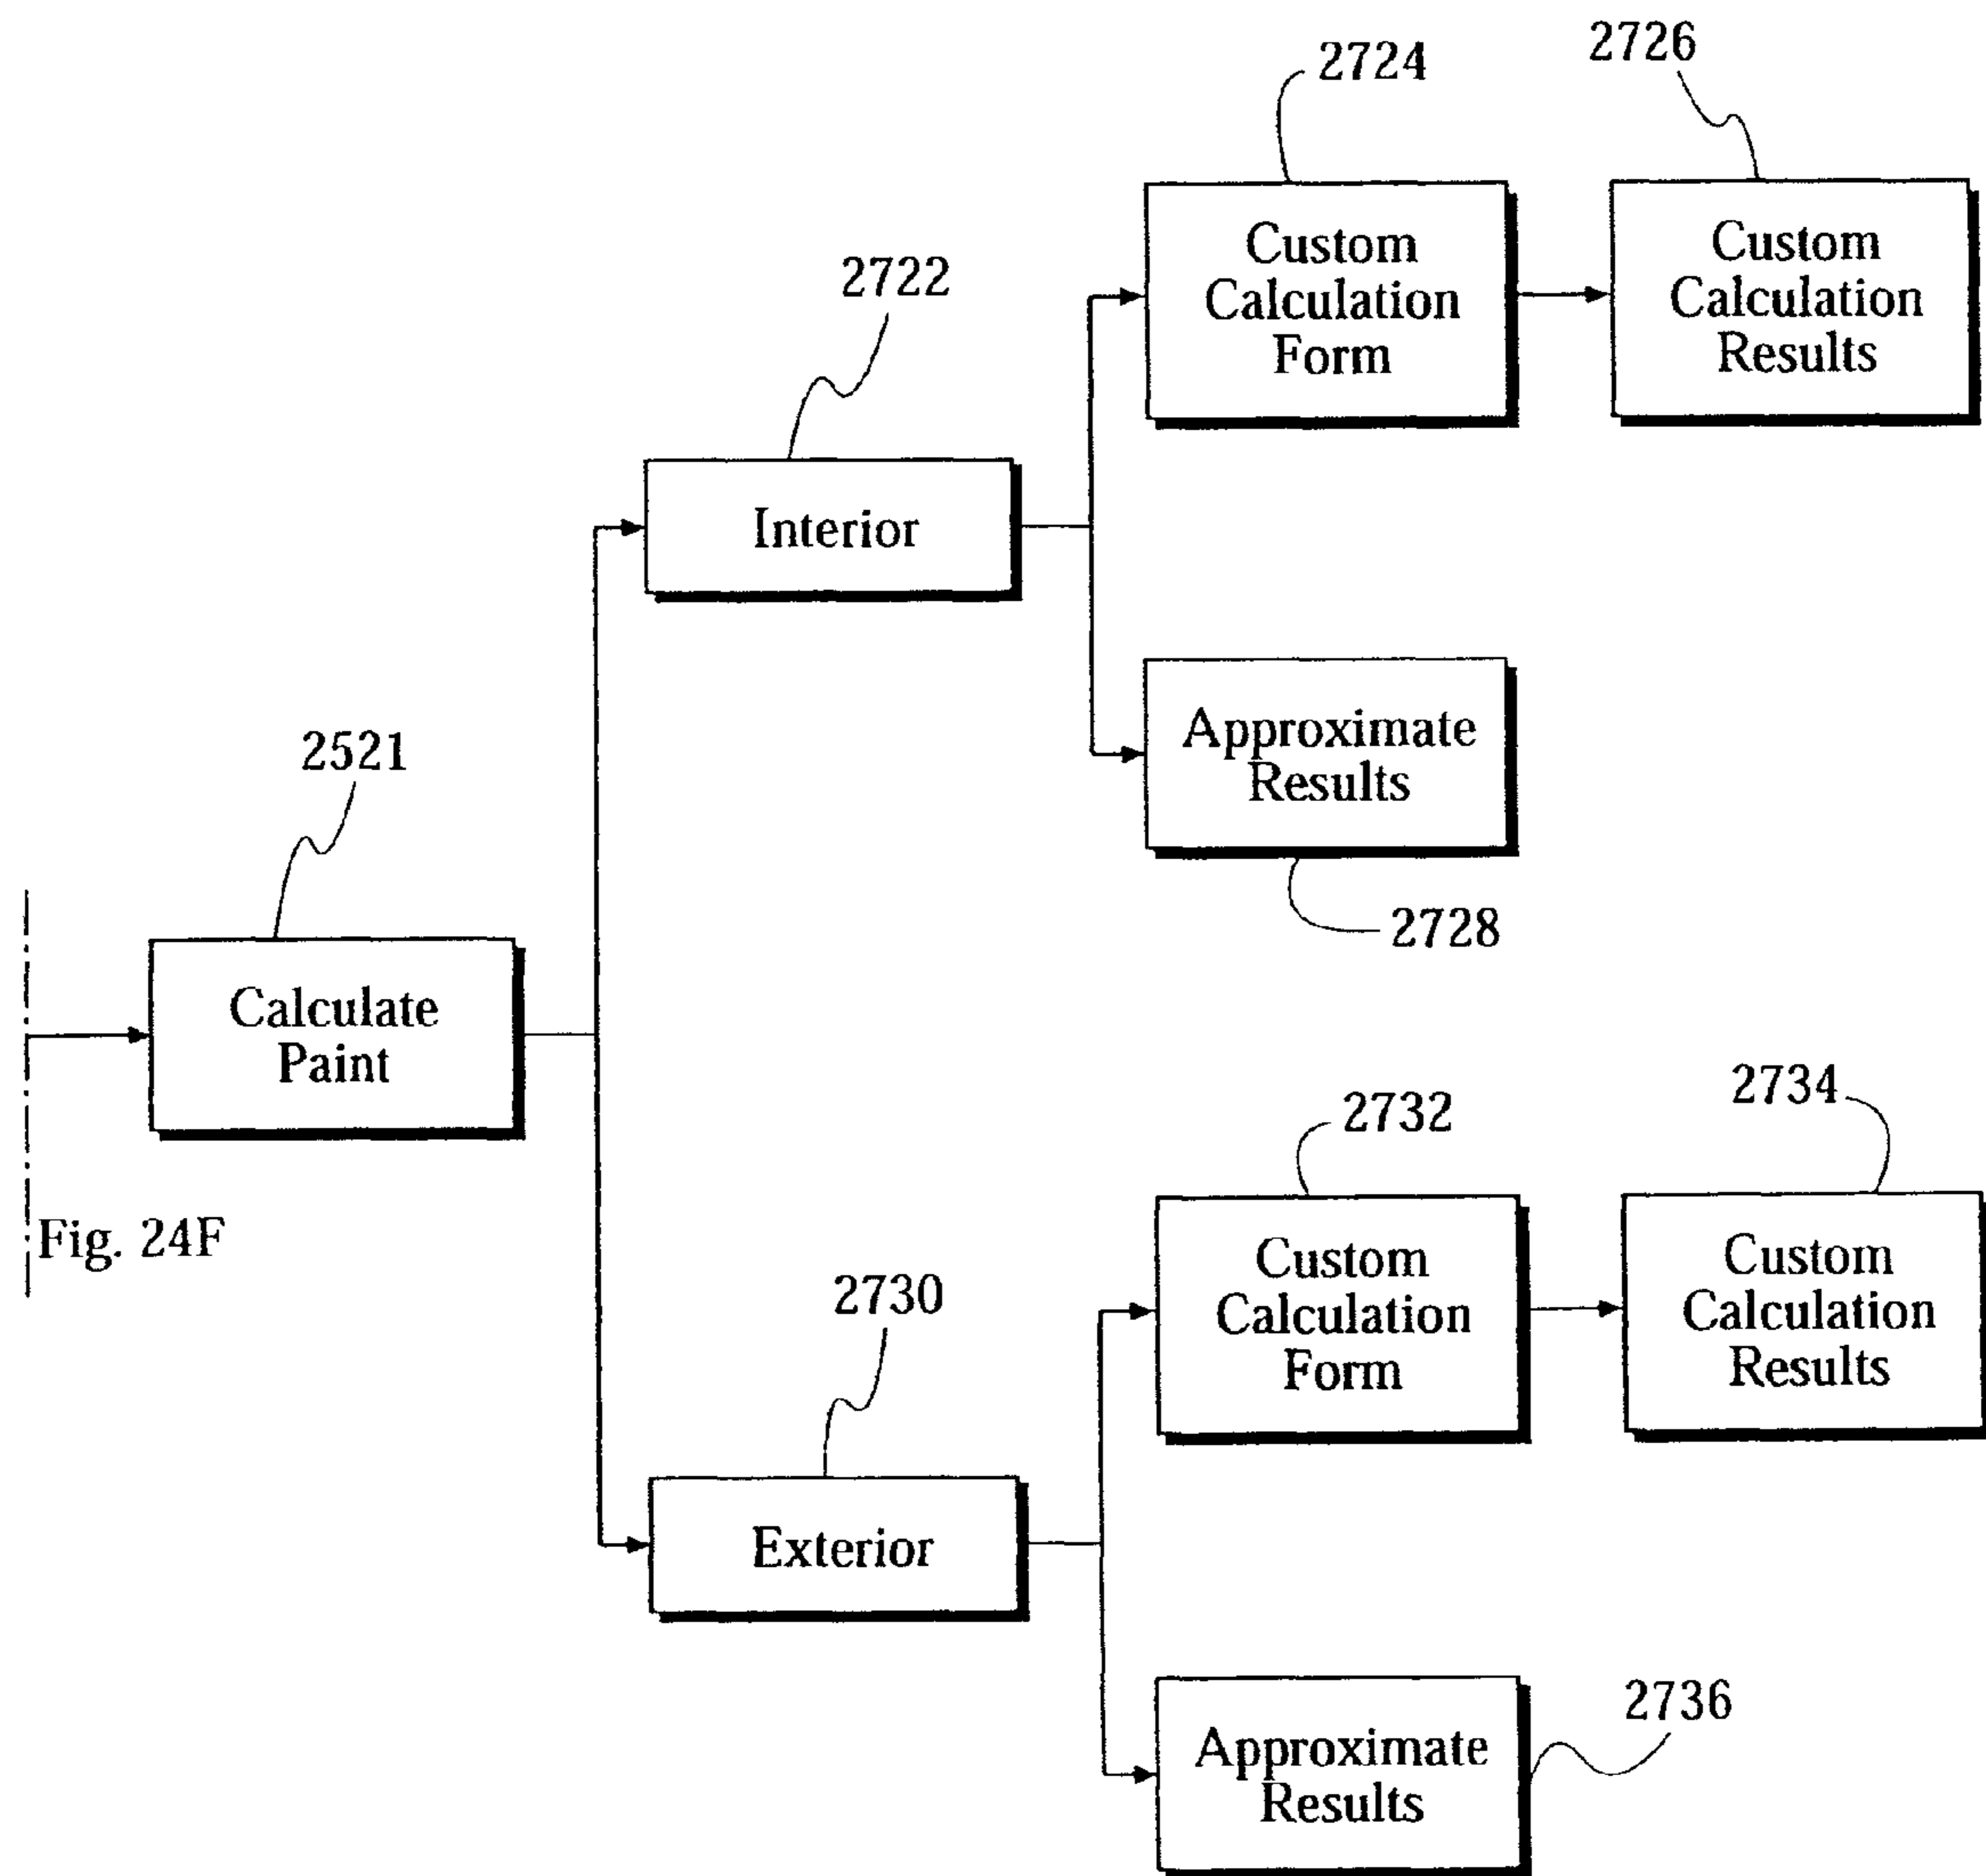 2724
2726
Custom
Calculation
Form
Custom
Calculation
Results
2722
Interior
Approximate
Results
2728
2521
Calculate
Paint
Fig. 24F
2732
2734
Custom
Calculation
Form
Custom
Calculation
Results
2730
Exterior
Approximate
Results
2736